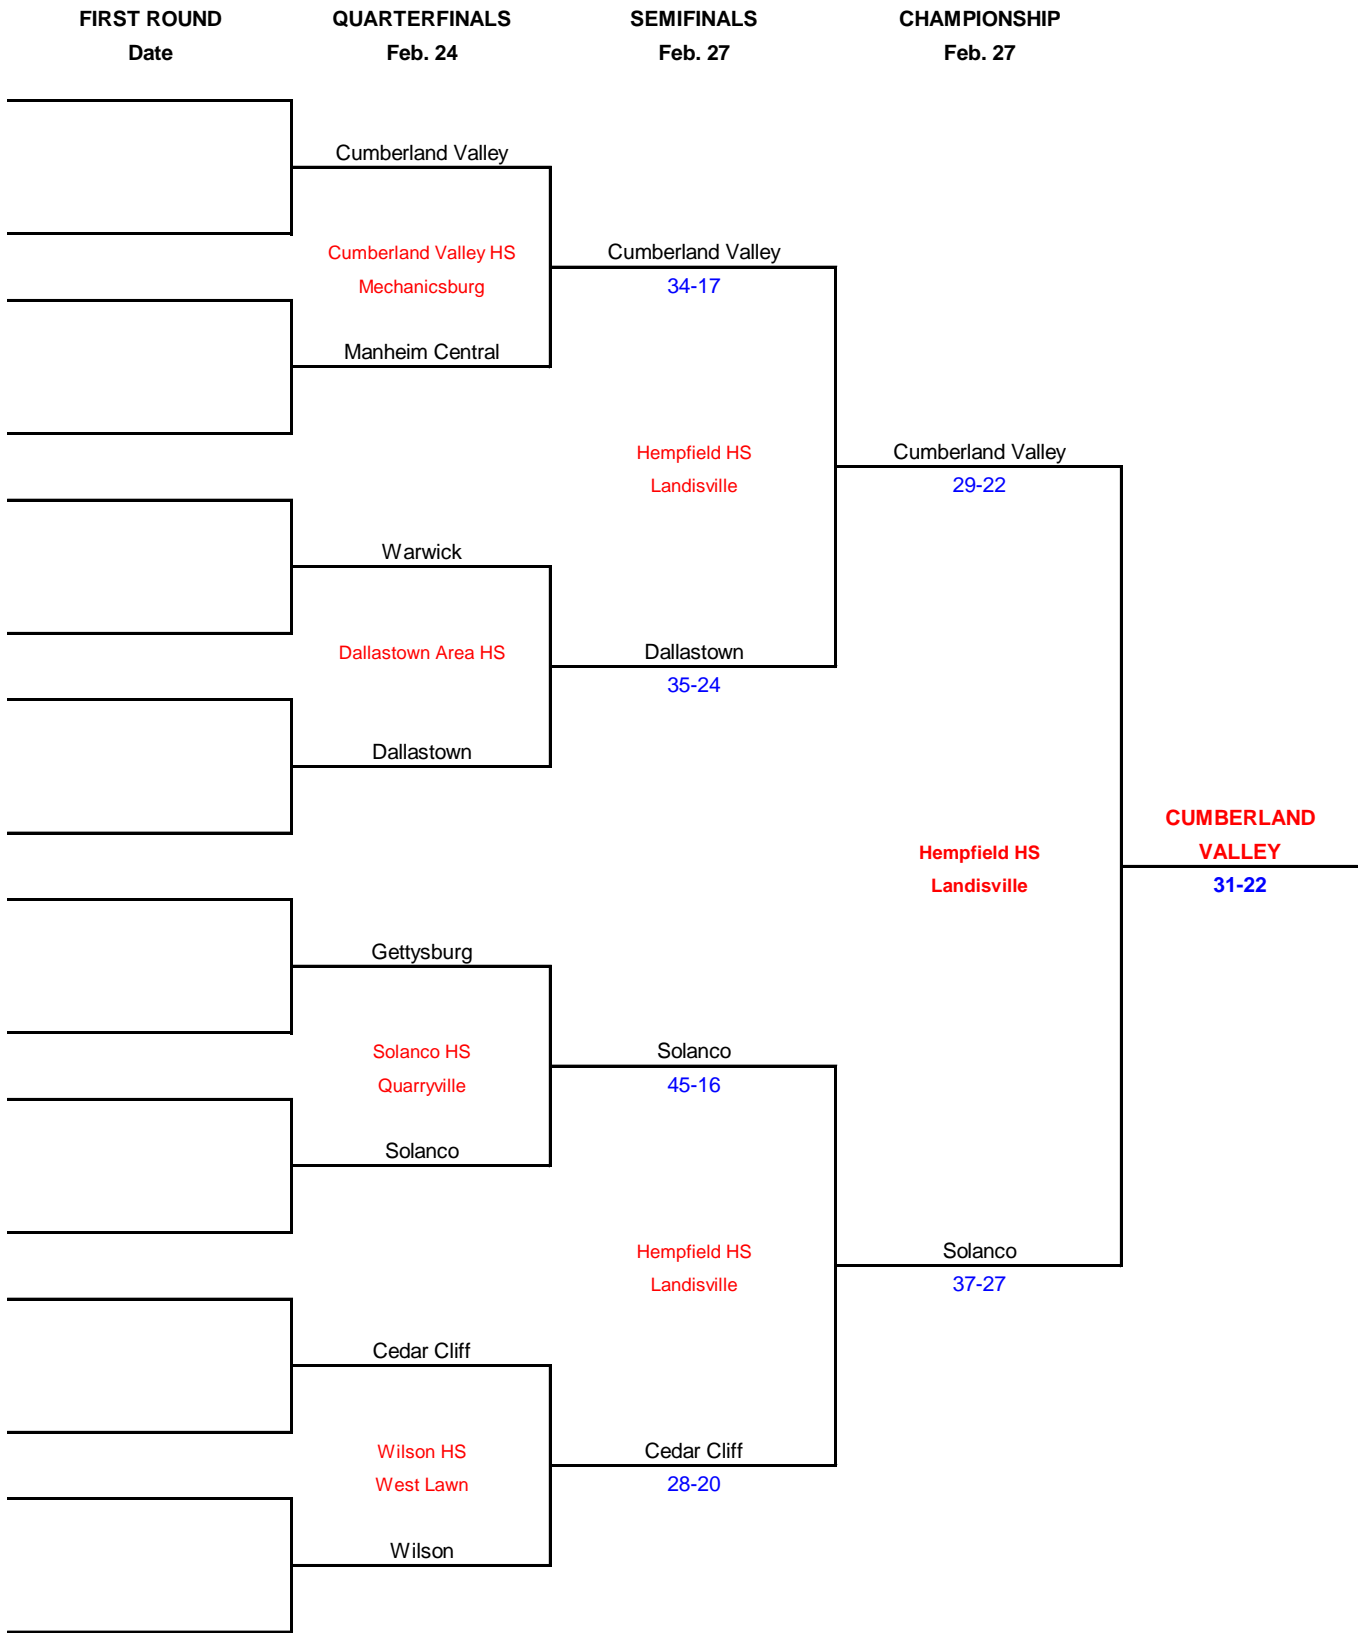 FIRST ROUND
QUARTERFINALS
SEMIFINALS
CHAMPIONSHIP
Date
Feb. 24
Feb. 27
Feb. 27
Cumberland Valley
Cumberland Valley HS
Mechanicsburg
Cumberland Valley
34-17
Manheim Central
Hempfield HS
Landisville
Cumberland Valley
29-22
Warwick
Dallastown Area HS
Dallastown
35-24
Dallastown
Hempfield HS
Landisville
CUMBERLAND
VALLEY
31-22
Gettysburg
Solanco HS
Quarryville
Solanco
45-16
Solanco
Hempfield HS
Landisville
Solanco
37-27
Cedar Cliff
Wilson HS
West Lawn
Cedar Cliff
28-20
Wilson